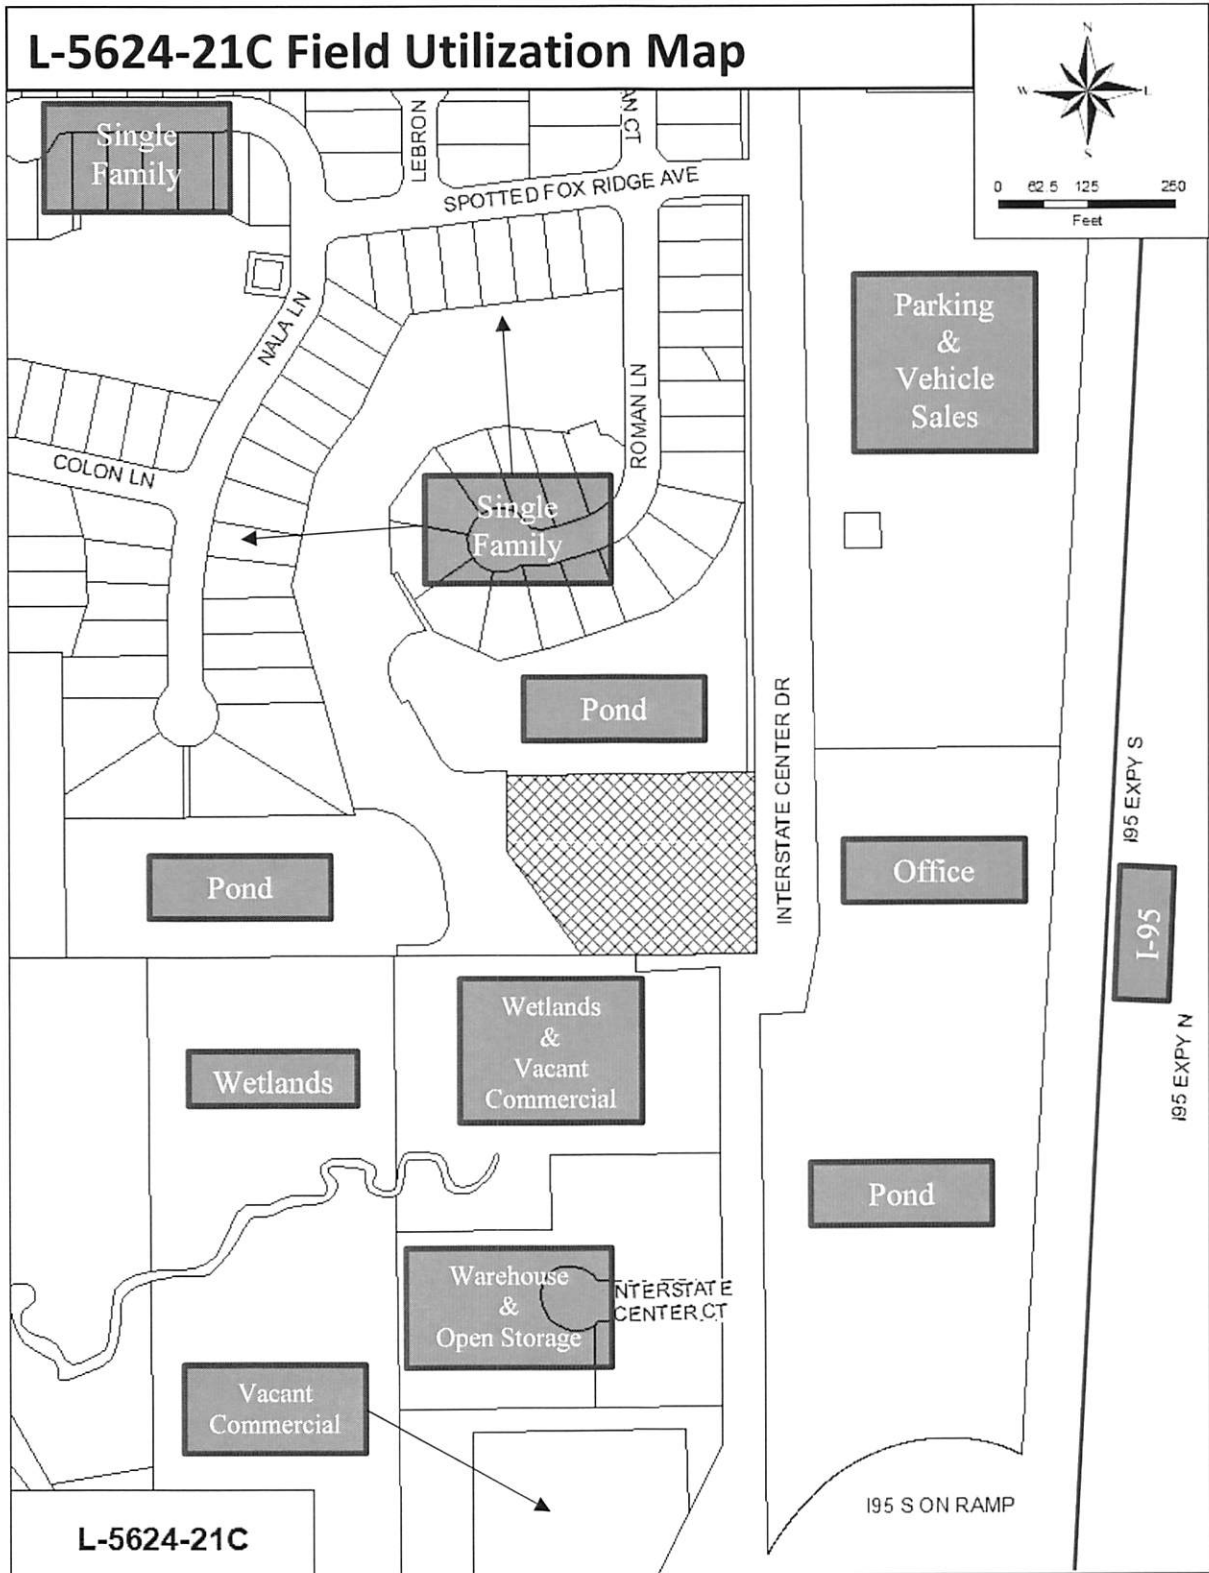 L-5624-21C Field Utilization Map
N
W
S
0 62.5 125 250
Feet
Single
Family
LEBRON
AN CT
SPOTTED FOX RIDGE AVE
NALA LN
Parking
&
Vehicle
Sales
ROMAN LN
COLON LN
Single
Family
Pond
INTERSTATE CENTER DR
I95 EXPY S
Office
Pond
I-95
Wetlands
&
Vacant
Commercial
Wetlands
I95 EXPY N
Pond
Warehouse
&
Open Storage
NTERSTATE
CENTER CT
Vacant
Commercial
I95 S ON RAMP
L-5624-21C